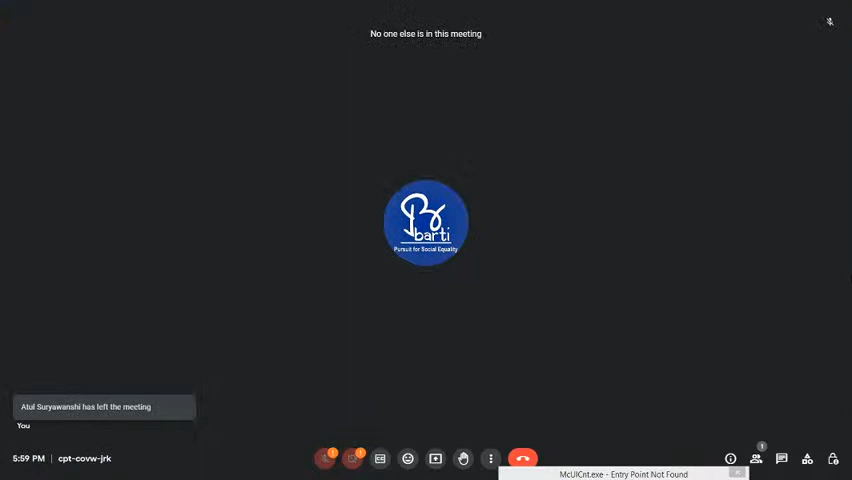 No one else is in this meeting
barti
Pursuit for Social Equality
Atul Suryawanshi has left the meeting
You
5:59 PM | cpt-covw-jrk
1
McUICnt.exe - Entry Point Not Found